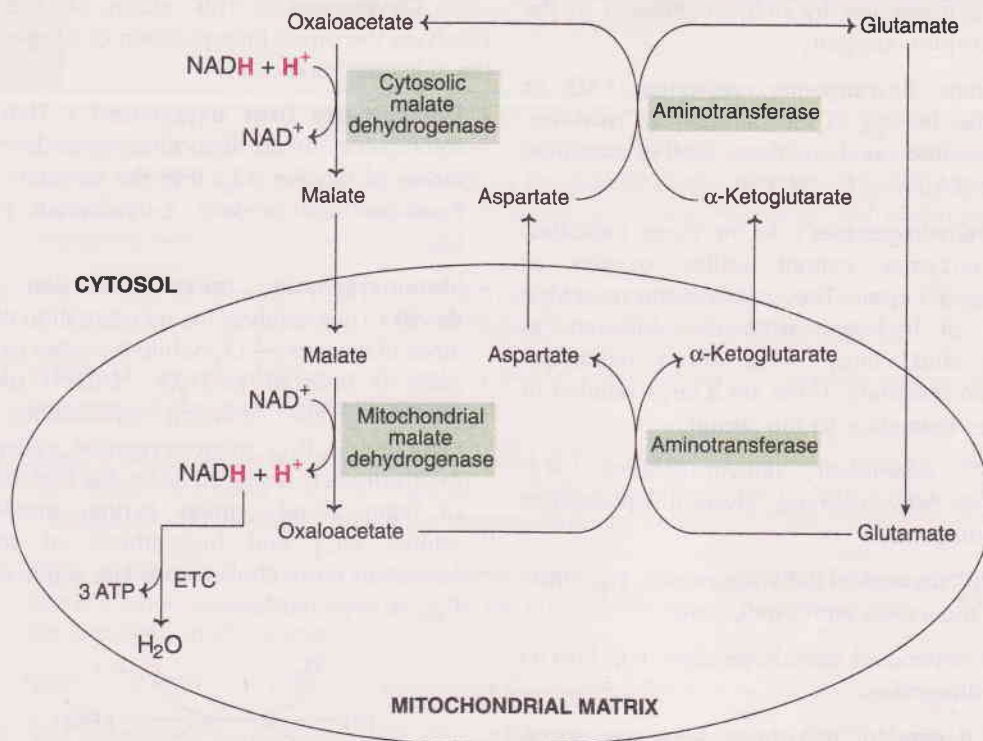 Oxaloacetate
Glutamate
NADH + H⁺
Cytosolic
malate
dehydrogenase
NAD⁺
Aminotransferase
Malate
Aspartate
α-Ketoglutarate
CYTOSOL
Malate
Aspartate
α-Ketoglutarate
NAD⁺
Mitochondrial
malate
dehydrogenase
NADH + H⁺
Aminotransferase
Oxaloacetate
Glutamate
3 ATP
ETC
H₂O
MITOCHONDRIAL MATRIX